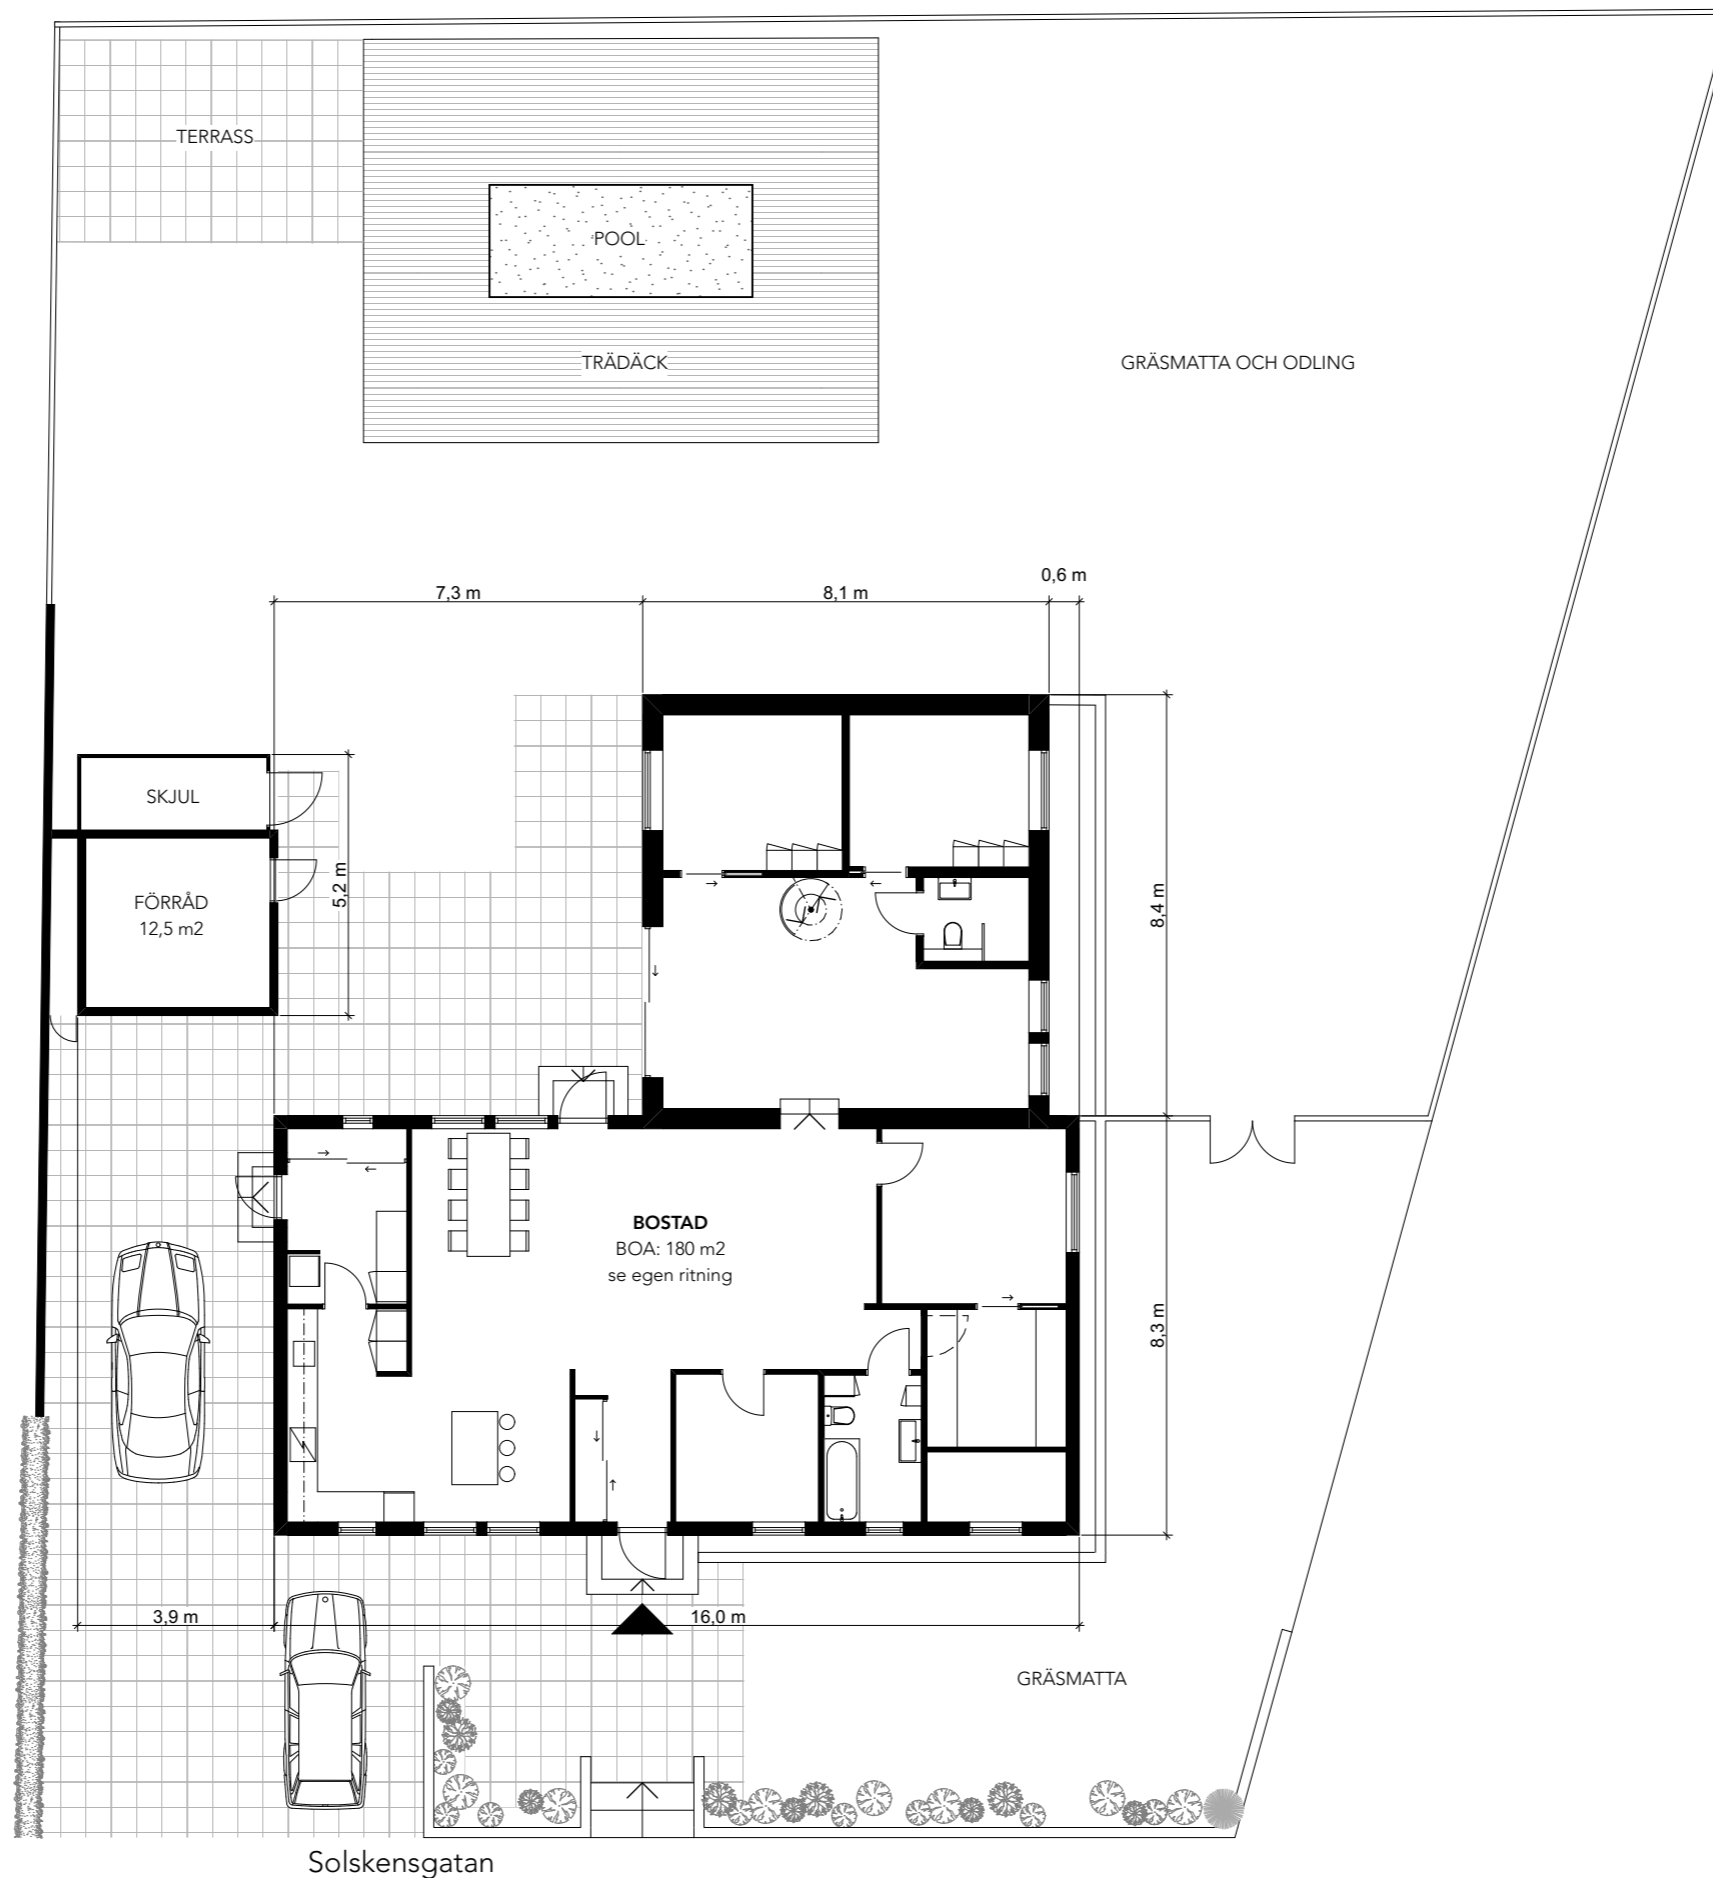 TERRASS
POOL
TRÄDÄCK
GRÄSMATTA OCH ODLING
0,6 m
7,3 m
8,1 m
SKJUL
FÖRRÅD
12,5 m2
5,2 m
8,4 m
BOSTAD
BOA: 180 m2
se egen ritning
8,3 m
3,9 m
16,0 m
GRÄSMATTA
Solskensgatan